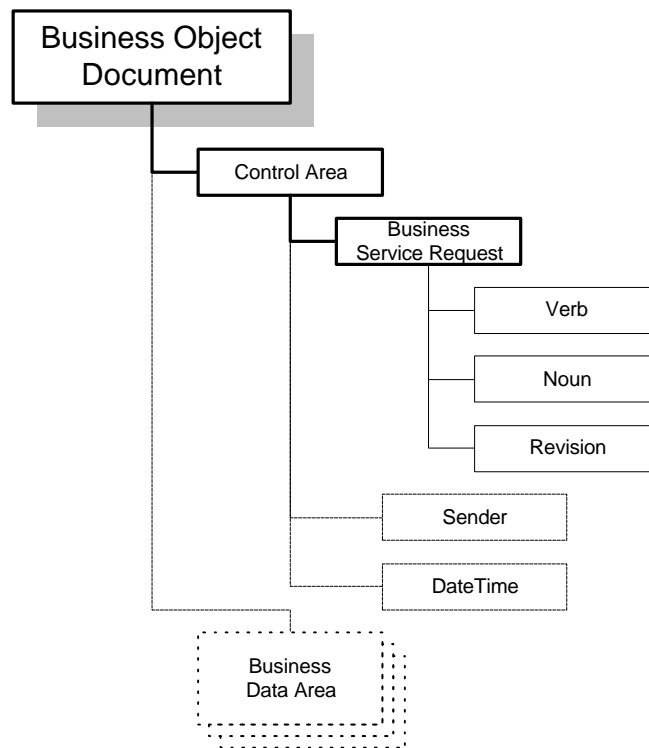 Business Object
Document
Control Area
Business
Service Request
Verb
Noun
Revision
Sender
DateTime
Business
Data Area